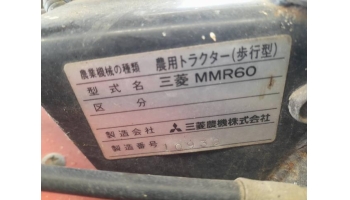 農業機械の種類 農用トラクター(歩行型)
型式名 三菱 MMR60
区分
製造会社 三菱農機株式会社
製造番号